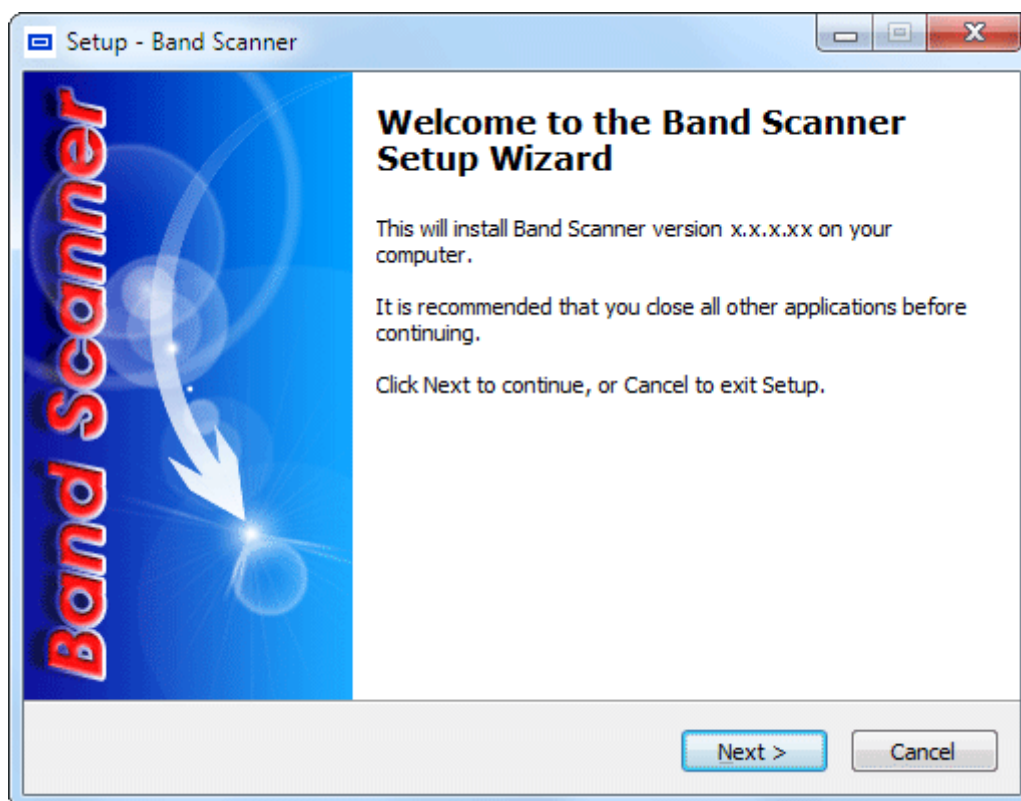 Setup - Band Scanner
Band Scanner
Welcome to the Band Scanner
Setup Wizard
This will install Band Scanner version x.x.x.xx on your
computer.
It is recommended that you close all other applications before
continuing.
Click Next to continue, or Cancel to exit Setup.
Next >
Cancel